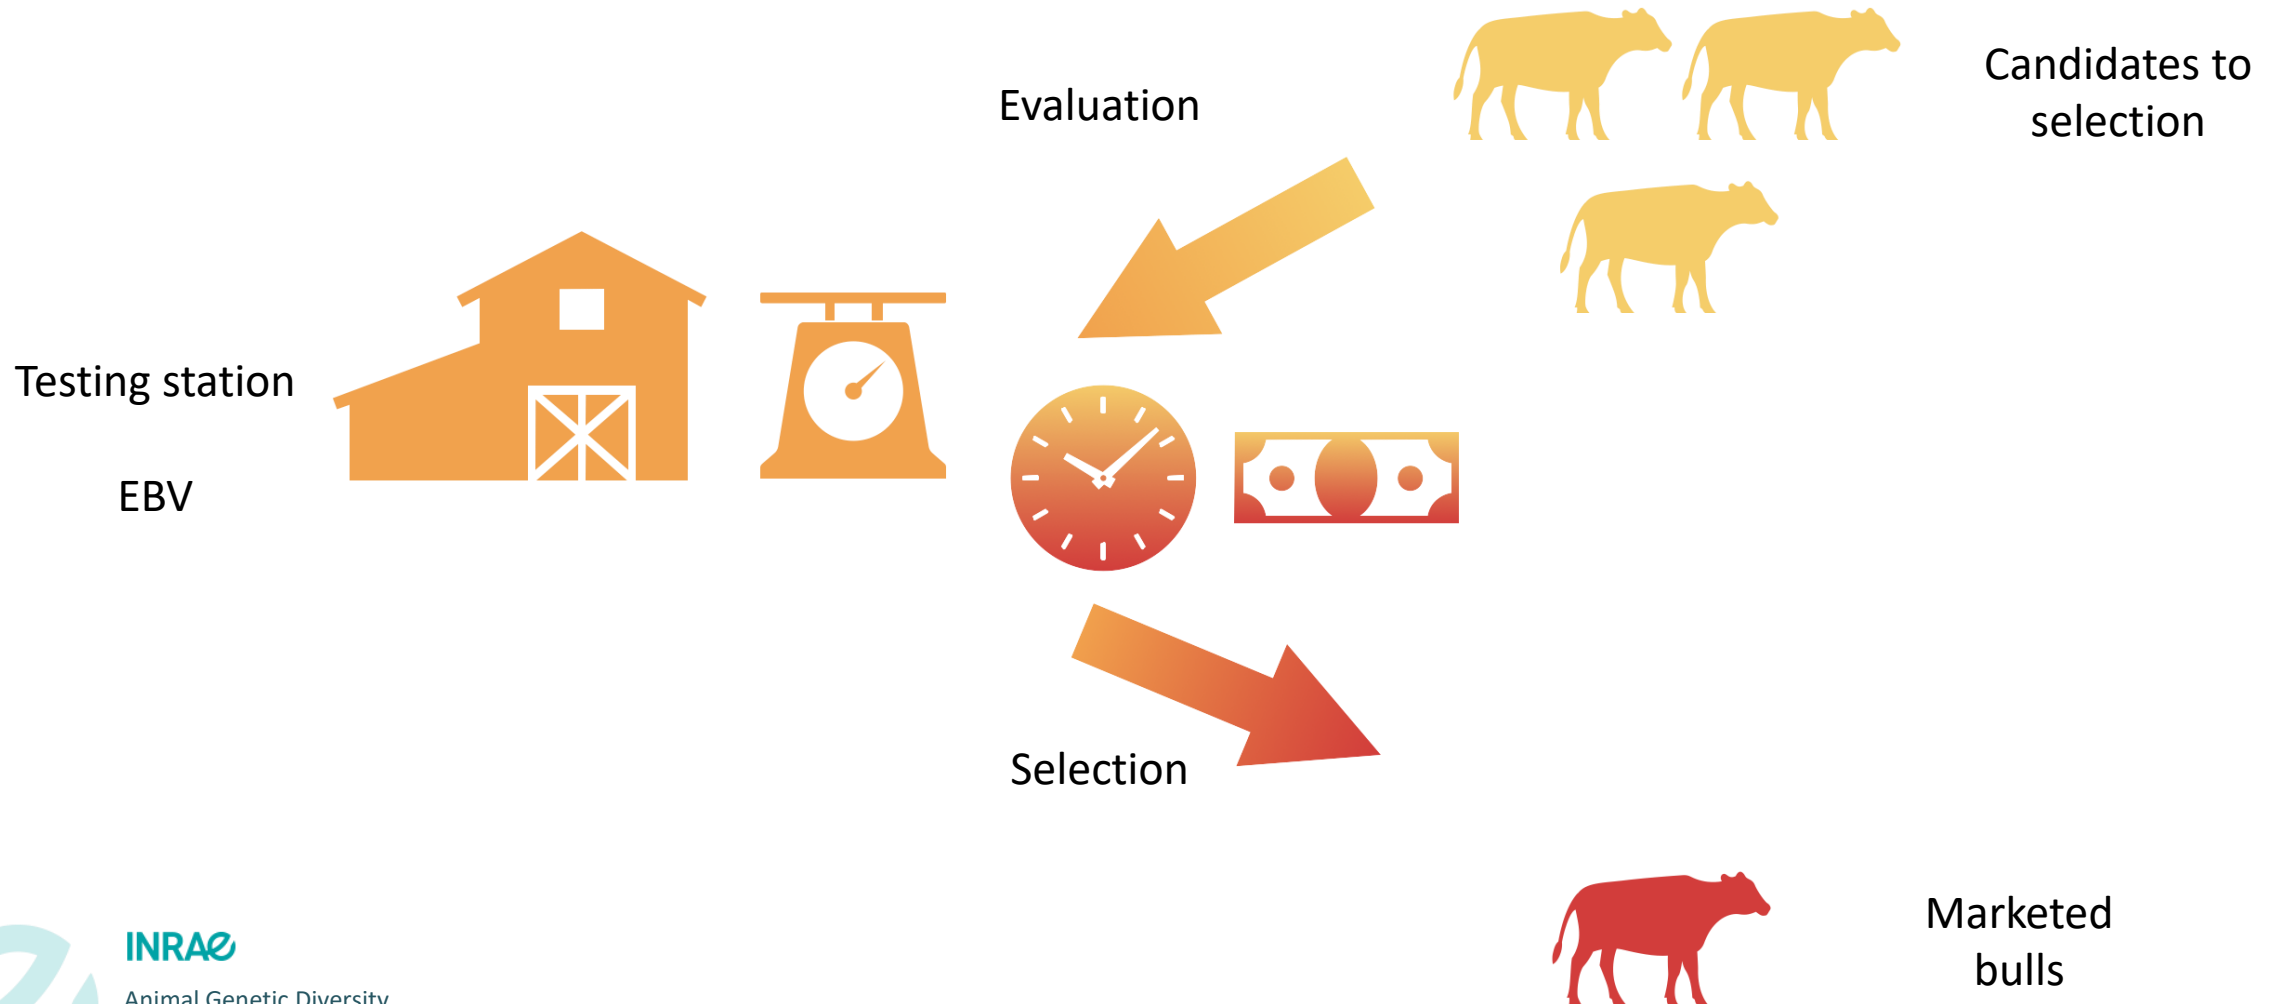 Candidates to
selection
Evaluation
Testing station
EBV
Selection
Marketed
bulls
INRAE
Animal Genetic Diversity